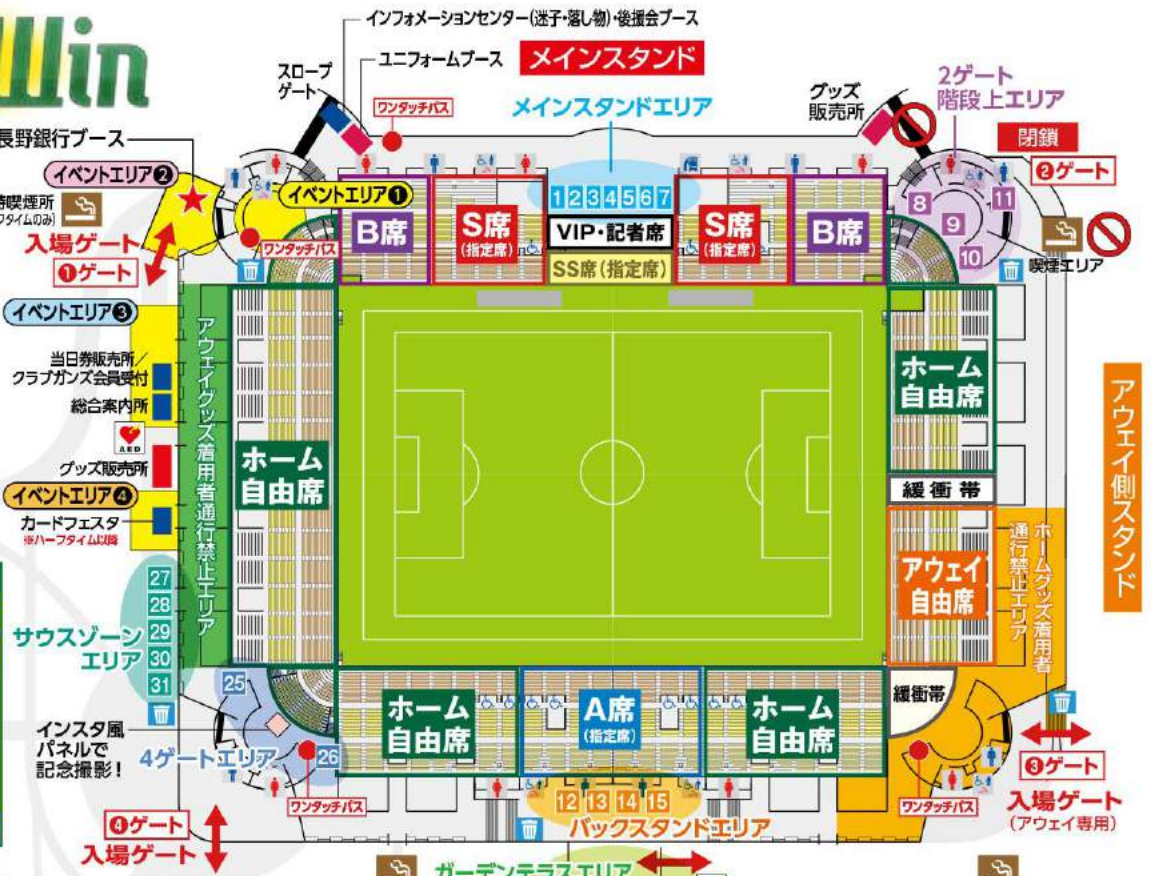 Win
インフォメーションセンター(迷子・落し物)・後援会ブース
ユニフォームブース
メインスタンド
スロープ
ゲート
ワンタッチパス
メインスタンドエリア
グッズ
販売所
2ゲート
階段上エリア
閉鎖
❷ゲート
長野銀行ブース
イベントエリア❷
喫煙所
イベントエリア❶
入場ゲート
❶ゲート
ワンタッチパス
B席
S席
(指定席)
1 2 3 4 5 6 7
VIP・記者席
SS席(指定席)
S席
(指定席)
B席
8
9
10
11
喫煙エリア
イベントエリア❸
当日券販売所/
クラブガンズ会員受付
総合案内所
AED
グッズ販売所
イベントエリア❹
カードフェスタ
※ハーフタイム以降
アウェイグッズ着用者通行禁止エリア
ホーム
自由席
ホーム
自由席
緩衝帯
アウェイ
自由席
ホームグッズ着用者
通行禁止エリア
アウェイ側スタンド
27
28
29
30
31
サウスゾーン
エリア
25
26
インスタ風
パネルで
記念撮影!
4ゲートエリア
ワンタッチパス
❹ゲート
入場ゲート
ホーム
自由席
A席
(指定席)
ホーム
自由席
緩衝帯
12 13 14 15
バックスタンドエリア
ワンタッチパス
❸ゲート
入場ゲート
(アウェイ専用)
ガーデンテラスエリア